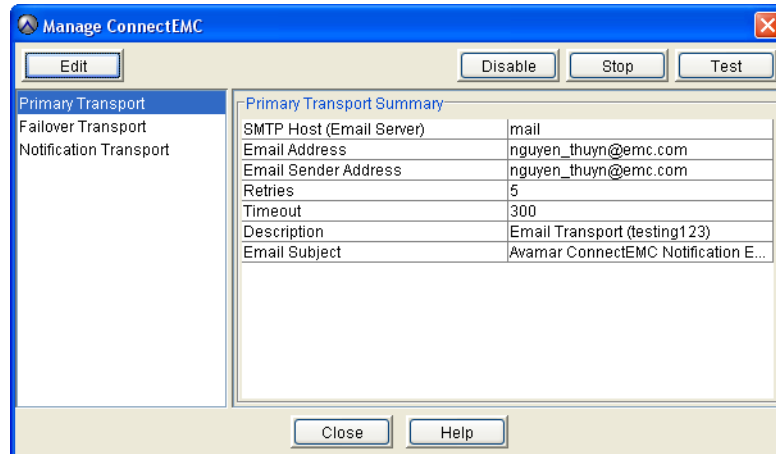 Manage ConnectEMC
Edit Disable Stop Test
Primary Transport
Failover Transport
Notification Transport
Primary Transport Summary
SMTP Host (Email Server) mail
Email Address nguyen_thuyn@emc.com
Email Sender Address nguyen_thuyn@emc.com
Retries 5
Timeout 300
Description Email Transport (testing123)
Email Subject Avamar ConnectEMC Notification E...
Close Help